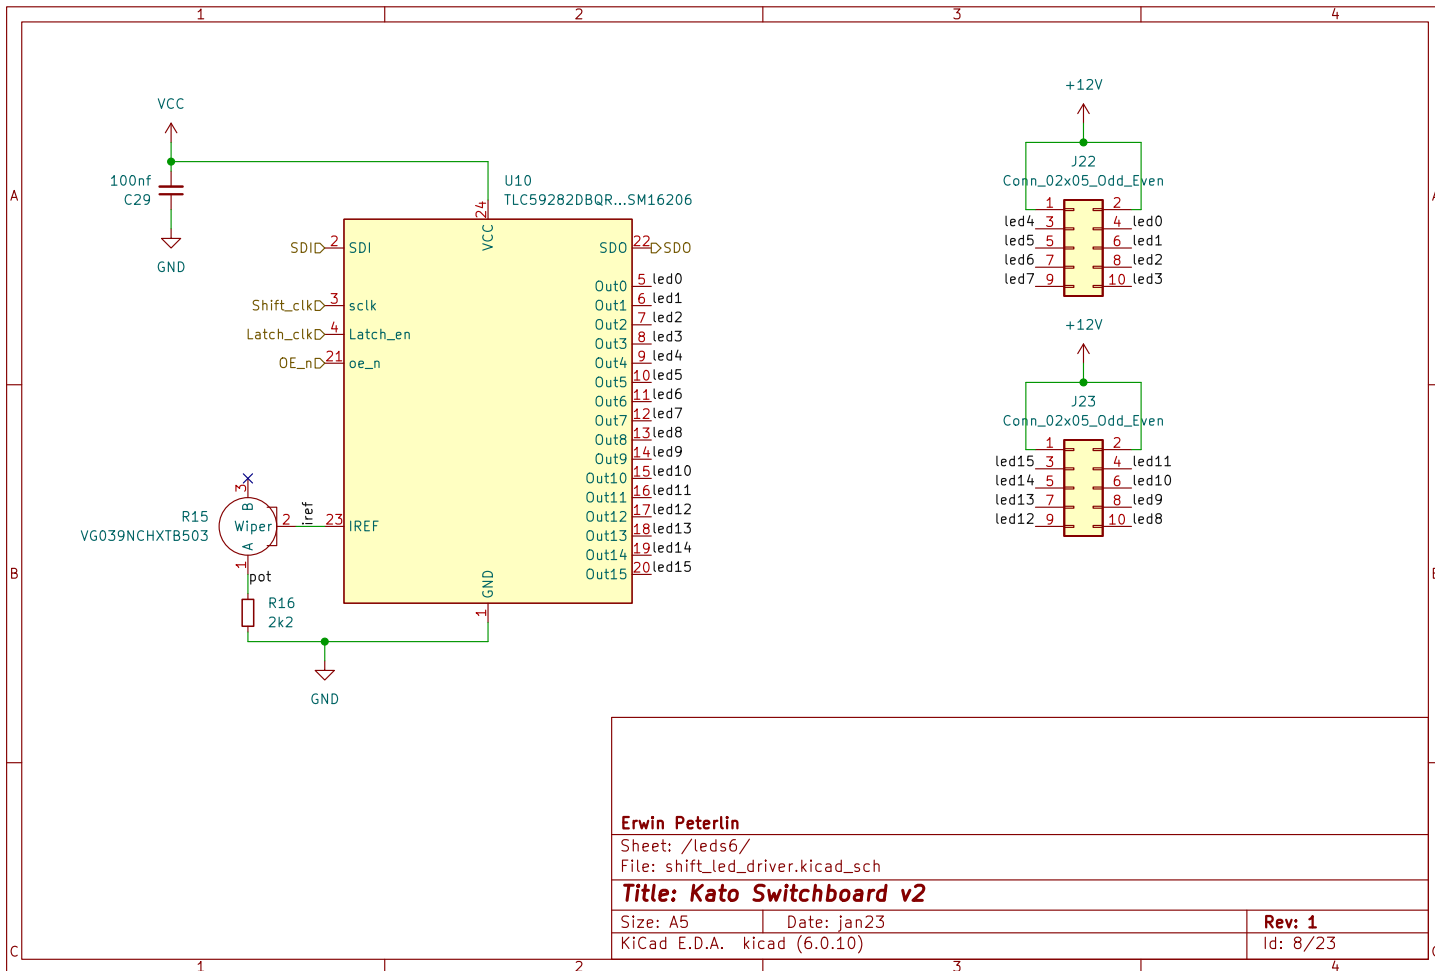 1 2 3 4
+12V
VCC
J22
100nf
C29
U10
Conn_02x05_Odd_Even
TLC59282DBQR...SM16206
A
A
24
1 2
led4 3 4 led0
GND
VCC
led5 5 6 led1
SDI 2 SDI
SDO 22 SDO
led6 7 8 led2
led7 9 10 led3
Out0 5 led0
Shift_clk 3 sclk
Out1 6 led1
Out2 7 led2
+12V
Latch_clk 4 Latch_en
Out3 8 led3
OE_n 21 oe_n
Out4 9 led4
Out5 10 led5
Out6 11 led6
J23
Out7 12 led7
Conn_02x05_Odd_Even
Out8 13 led8
1 2
Out9 14 led9
led15 3 4 led11
Out10 15 led10
led14 5 6 led10
3
B
Out11 16 led11
led13 7 8 led9
Out12 17 led12
led12 9 10 led8
R15
VG039NCHXTB503
Wiper 2 iref 23 IREF
Out13 18 led13
A
1
Out14 19 led14
pot
Out15 20 led15
B
B
R16
2k2
GND
1
GND
Erwin Peterlin
Sheet: /leds6/
File: shift_led_driver.kicad_sch
Title: Kato Switchboard v2
Size: A5 Date: jan23 Rev: 1
KiCad E.D.A. kicad (6.0.10) Id: 8/23
C
C
1 2 3 4